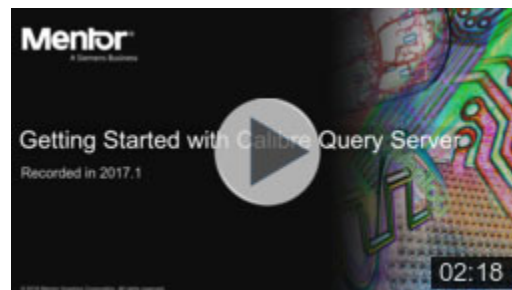 Mentor
A Siemens Business
Getting Started with Calibre Query Server
Recorded in 2017.1
02:18